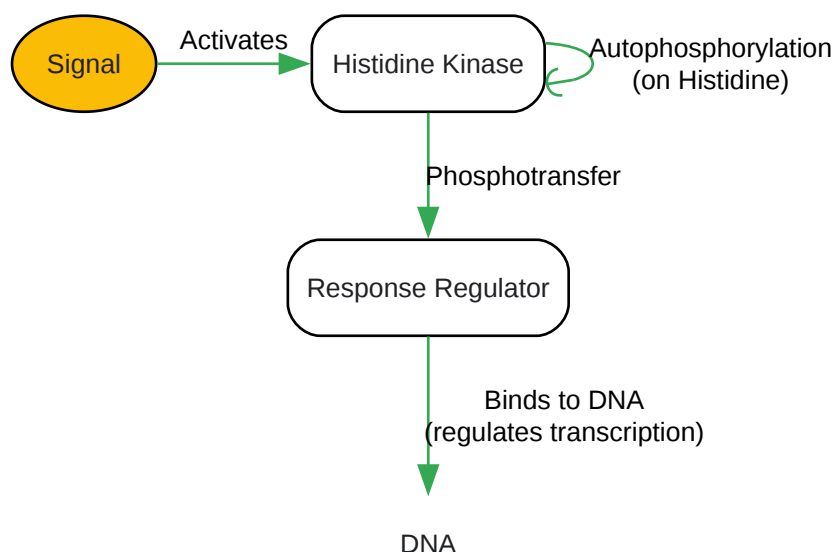 Activates
Signal
Histidine Kinase
Autophosphorylation
(on Histidine)
Phosphotransfer
Response Regulator
Binds to DNA
(regulates transcription)
DNA